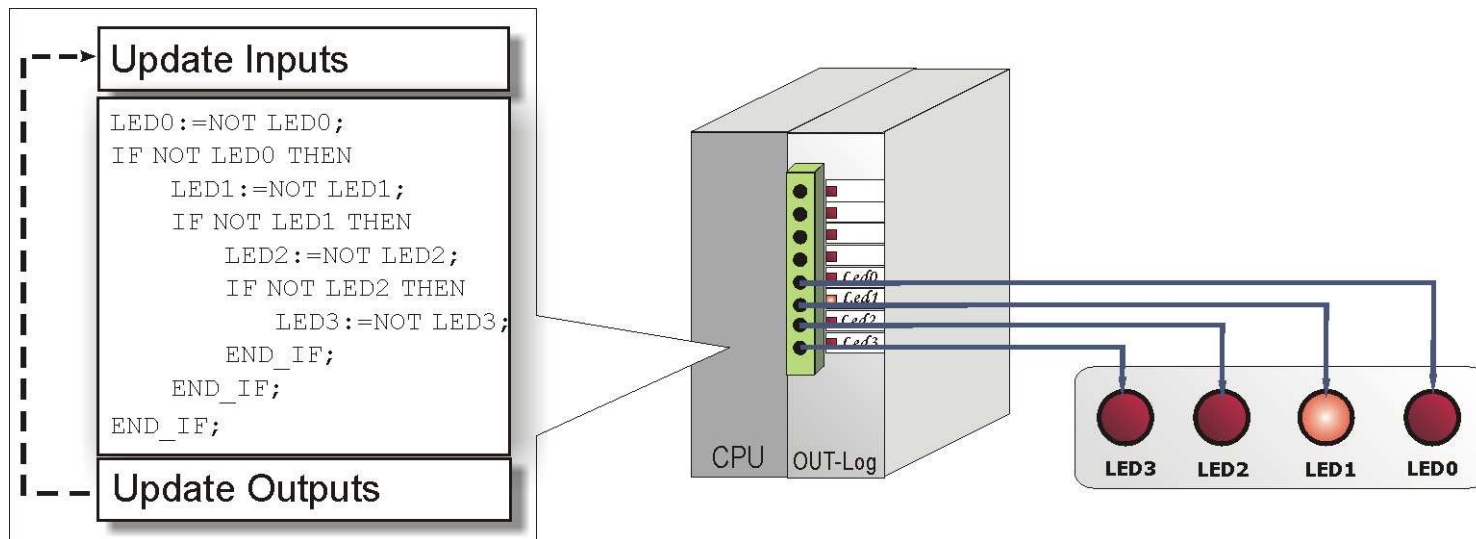 Update Inputs
LED0:=NOT LED0;
IF NOT LED0 THEN
LED1:=NOT LED1;
IF NOT LED1 THEN
LED2:=NOT LED2;
IF NOT LED2 THEN
LED3:=NOT LED3;
END_IF;
END_IF;
END_IF;
Update Outputs
Led0
Led1
Led2
Led3
CPU
OUT-Log
LED3
LED2
LED1
LED0